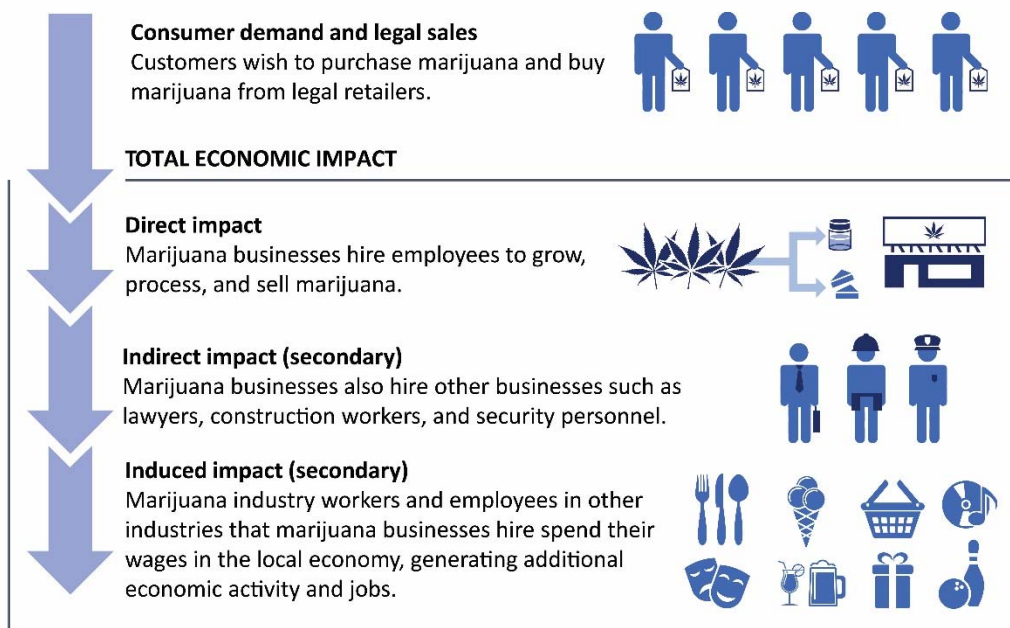 Consumer demand and legal sales
Customers wish to purchase marijuana and buy
marijuana from legal retailers.
TOTAL ECONOMIC IMPACT
Direct impact
Marijuana businesses hire employees to grow,
process, and sell marijuana.
Indirect impact (secondary)
Marijuana businesses also hire other businesses such as
lawyers, construction workers, and security personnel.
Induced impact (secondary)
Marijuana industry workers and employees in other
industries that marijuana businesses hire spend their
wages in the local economy, generating additional
economic activity and jobs.